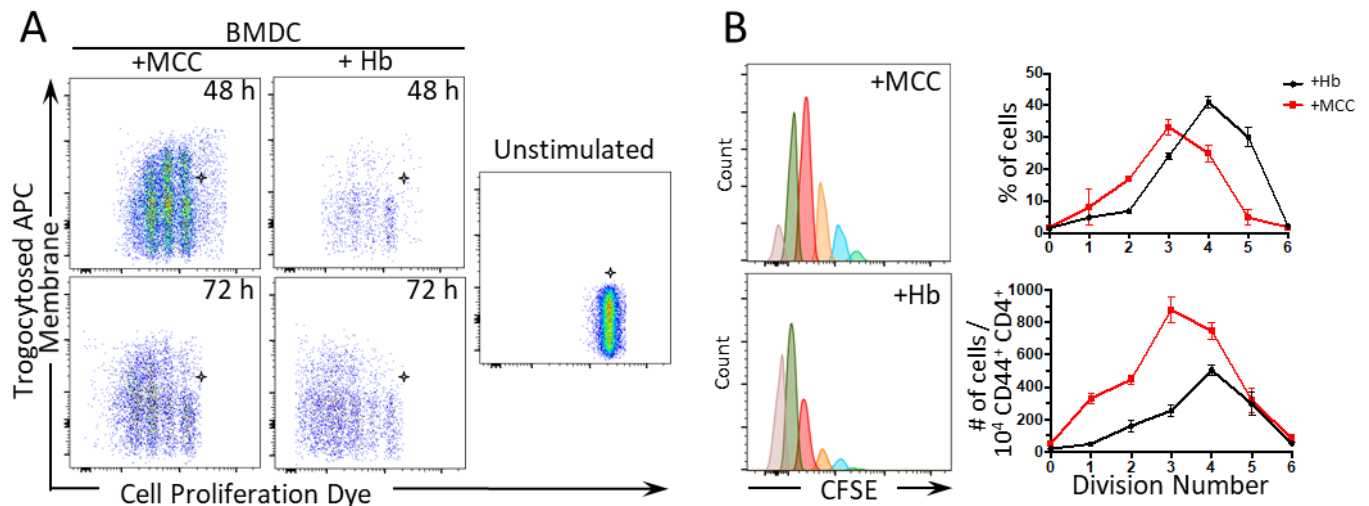 A
BMDC
+MCC
+ Hb
48 h
48 h
Unstimulated
72 h
72 h
Trogocytosed APC
Membrane
Cell Proliferation Dye
B
+MCC
Count
+Hb
Count
CFSE
50
40
30
20
10
0
% of cells
0 1 2 3 4 5 6
+Hb
+MCC
1000
800
600
400
200
0
# of cells /
10⁴ CD44⁺ CD4⁺
0 1 2 3 4 5 6
Division Number